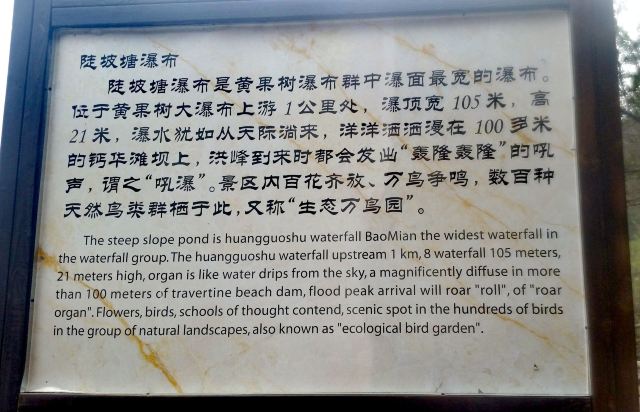 陡坡塘瀑布
陡坡塘瀑布是黄果树瀑布群中瀑面最宽的瀑布。
位于黄果树大瀑布上游1公里处，瀑顶宽105米，高
21米，瀑水犹如从天际淌来，洋洋洒洒漫在100多米
的钙华滩坝上，洪峰到来时都会发出“轰隆轰隆”的吼
声，谓之“吼瀑”。景区内百花齐放、万鸟争鸣，数百种
天然鸟类群栖于此，又称“生态万鸟园”。
The steep slope pond is huangguoshu waterfall BaoMian the widest waterfall in
the waterfall group. The huangguoshu waterfall upstream 1 km, 8 waterfall 105 meters,
21 meters high, organ is like water drips from the sky, a magnificently diffuse in more
than 100 meters of travertine beach dam, flood peak arrival will roar "roll", of "roar
organ". Flowers, birds, schools of thought contend, scenic spot in the hundreds of birds
in the group of natural landscapes, also known as "ecological bird garden".